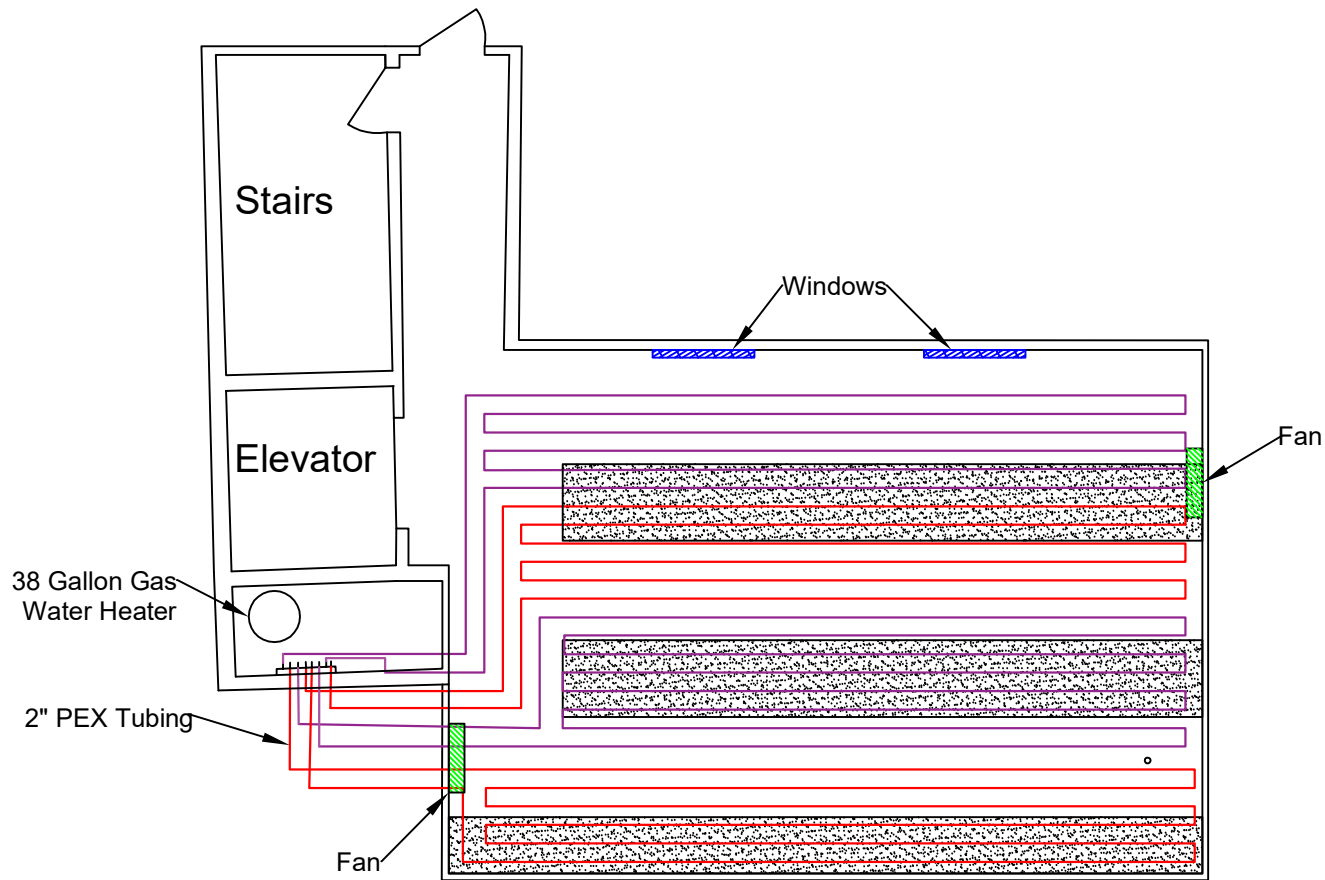 Stairs
Windows
Fan
Elevator
38 Gallon Gas
Water Heater
2" PEX Tubing
Fan